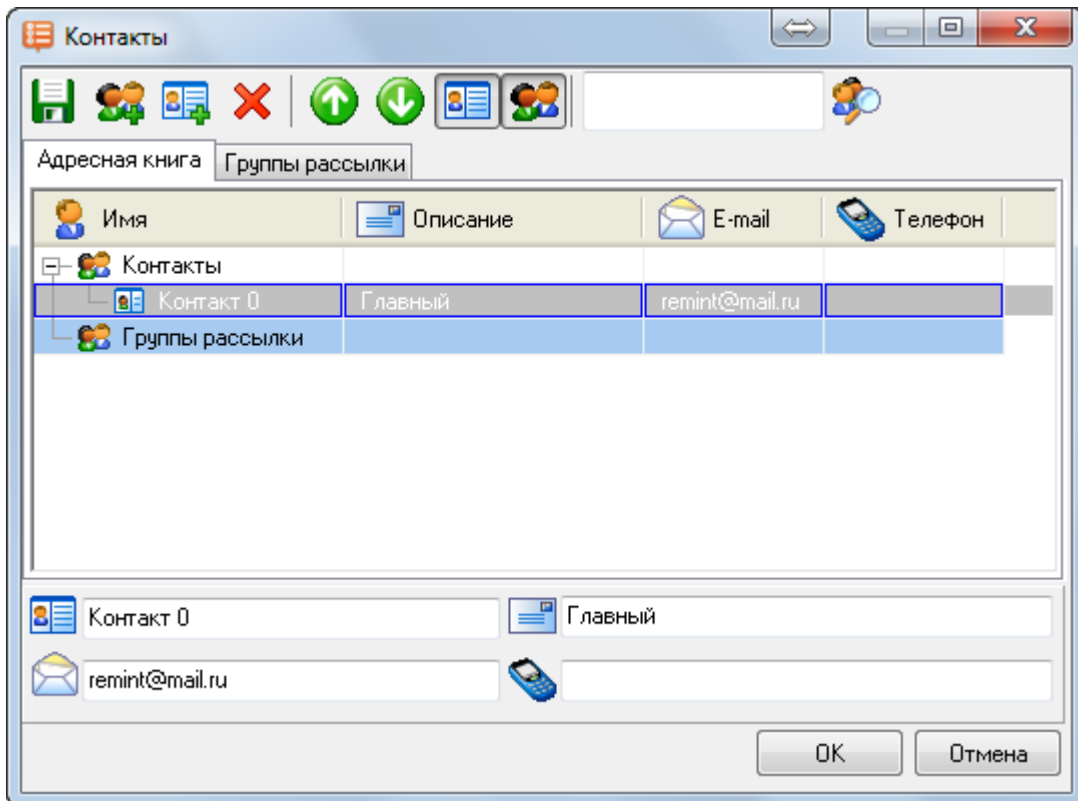 Контакты
Адресная книга Группы рассылки
Имя Описание E-mail Телефон
Контакты
Контакт 0 Главный remint@mail.ru
Группы рассылки
Контакт 0 Главный
remint@mail.ru
OK Отмена